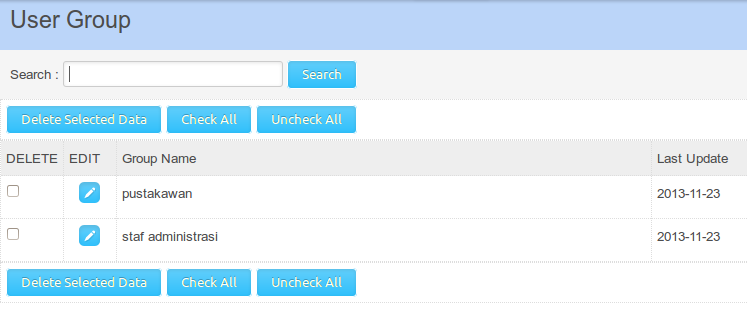 User Group
Search : Search
Delete Selected Data Check All Uncheck All
DELETE EDIT Group Name Last Update
pustakawan 2013-11-23
staf administrasi 2013-11-23
Delete Selected Data Check All Uncheck All